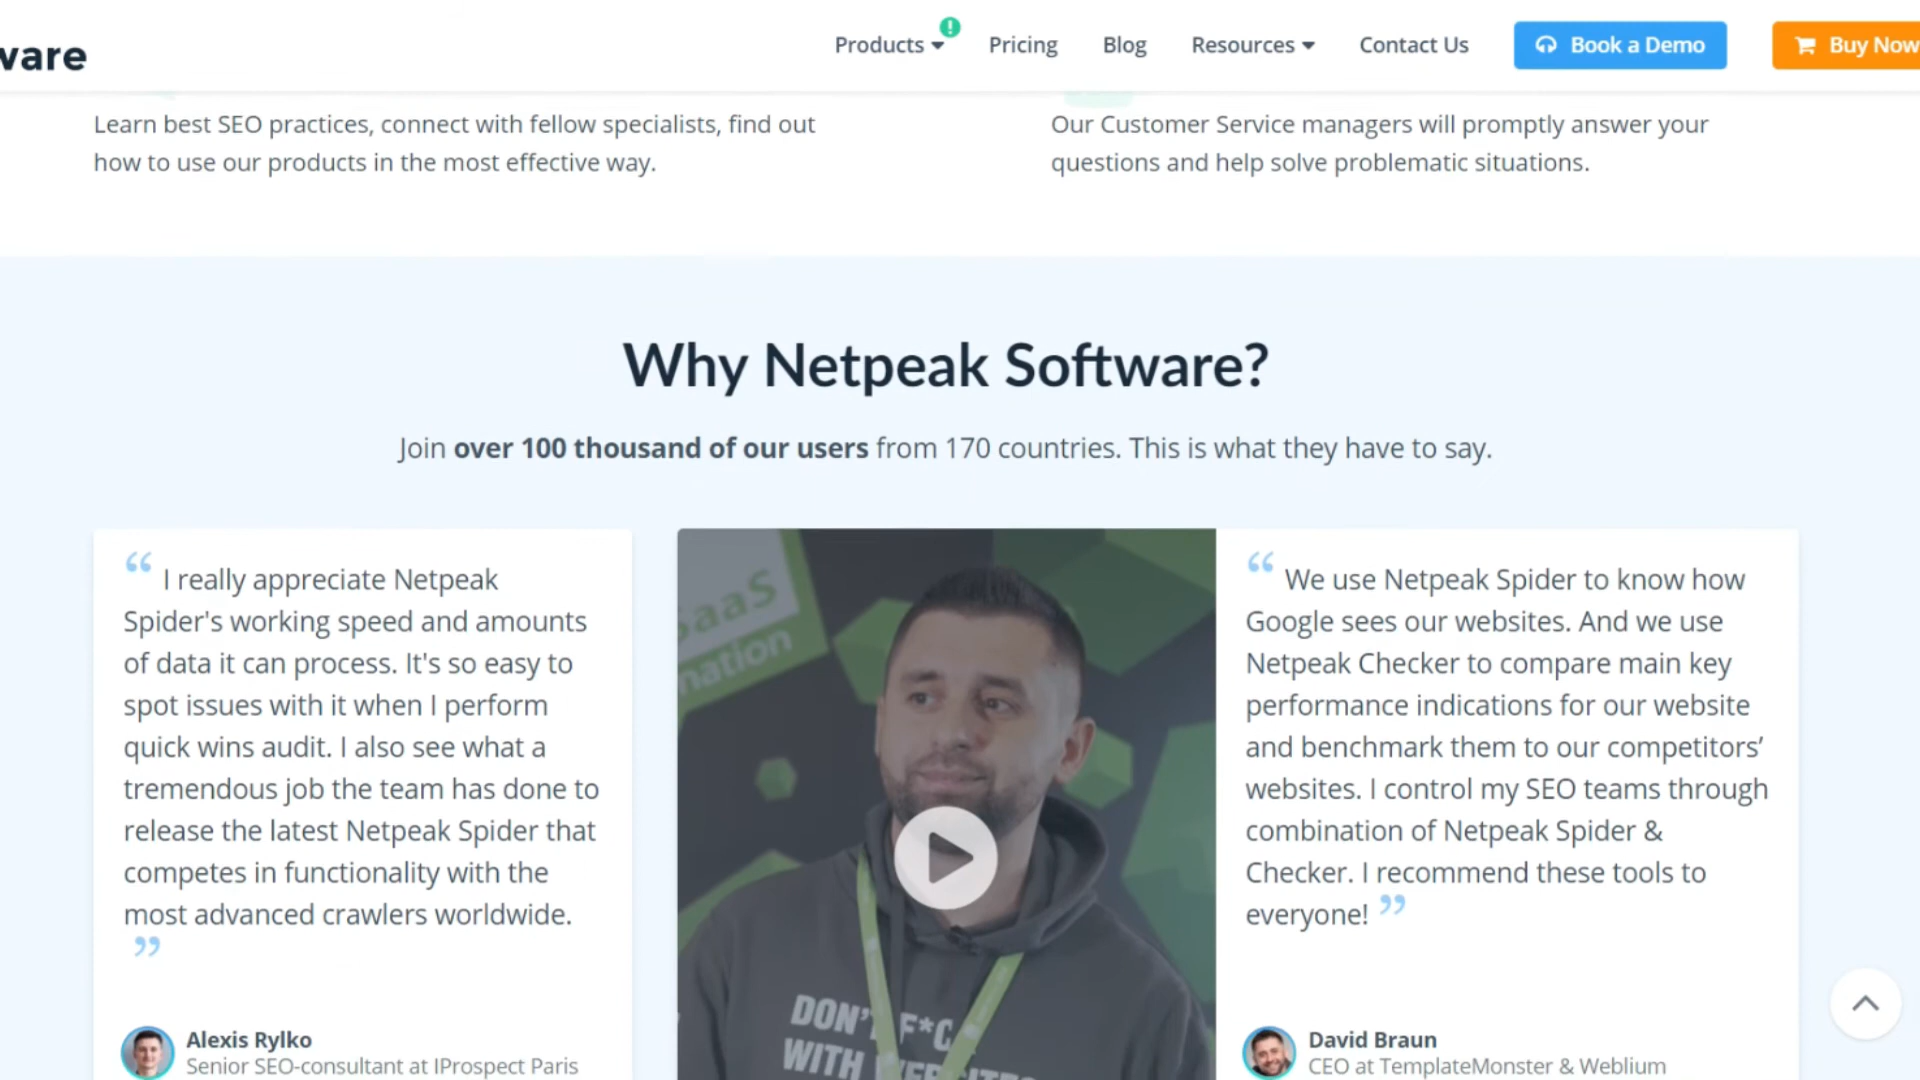 ware
Products Pricing Blog Resources Contact Us Book a Demo Buy Now
Learn best SEO practices, connect with fellow specialists, find out
how to use our products in the most effective way.
Our Customer Service managers will promptly answer your
questions and help solve problematic situations.
Why Netpeak Software?
Join over 100 thousand of our users from 170 countries. This is what they have to say.
“ I really appreciate Netpeak
Spider's working speed and amounts
of data it can process. It's so easy to
spot issues with it when I perform
quick wins audit. I also see what a
tremendous job the team has done to
release the latest Netpeak Spider that
competes in functionality with the
most advanced crawlers worldwide.
”
Alexis Rylko
Senior SEO-consultant at IProspect Paris
SaaS
nation
DON'T F*C
WITH
“ We use Netpeak Spider to know how
Google sees our websites. And we use
Netpeak Checker to compare main key
performance indications for our website
and benchmark them to our competitors’
websites. I control my SEO teams through
combination of Netpeak Spider &
Checker. I recommend these tools to
everyone! ”
David Braun
CEO at TemplateMonster & Weblium